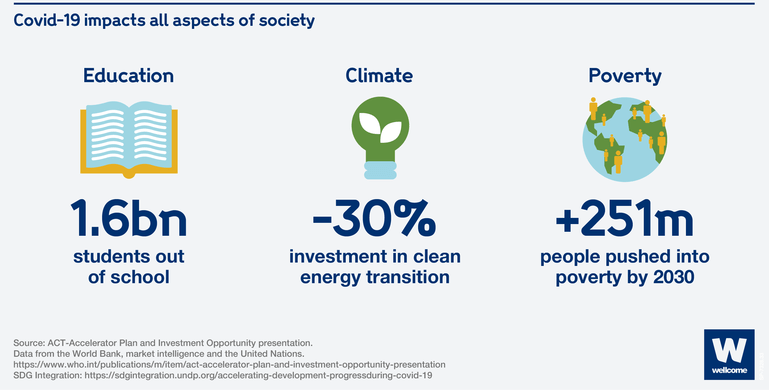 Covid-19 impacts all aspects of society
Education
Climate
Poverty
1.6bn
students out
of school
-30%
investment in clean
energy transition
+251m
people pushed into
poverty by 2030
Source: ACT-Accelerator Plan and Investment Opportunity presentation.
Data from the World Bank, market intelligence and the United Nations.
https://www.who.int/publications/m/item/act-accelerator-plan-and-investment-opportunity-presentation
SDG Integration: https://sdgintegration.undp.org/accelerating-development-progressduring-covid-19
W
wellcome